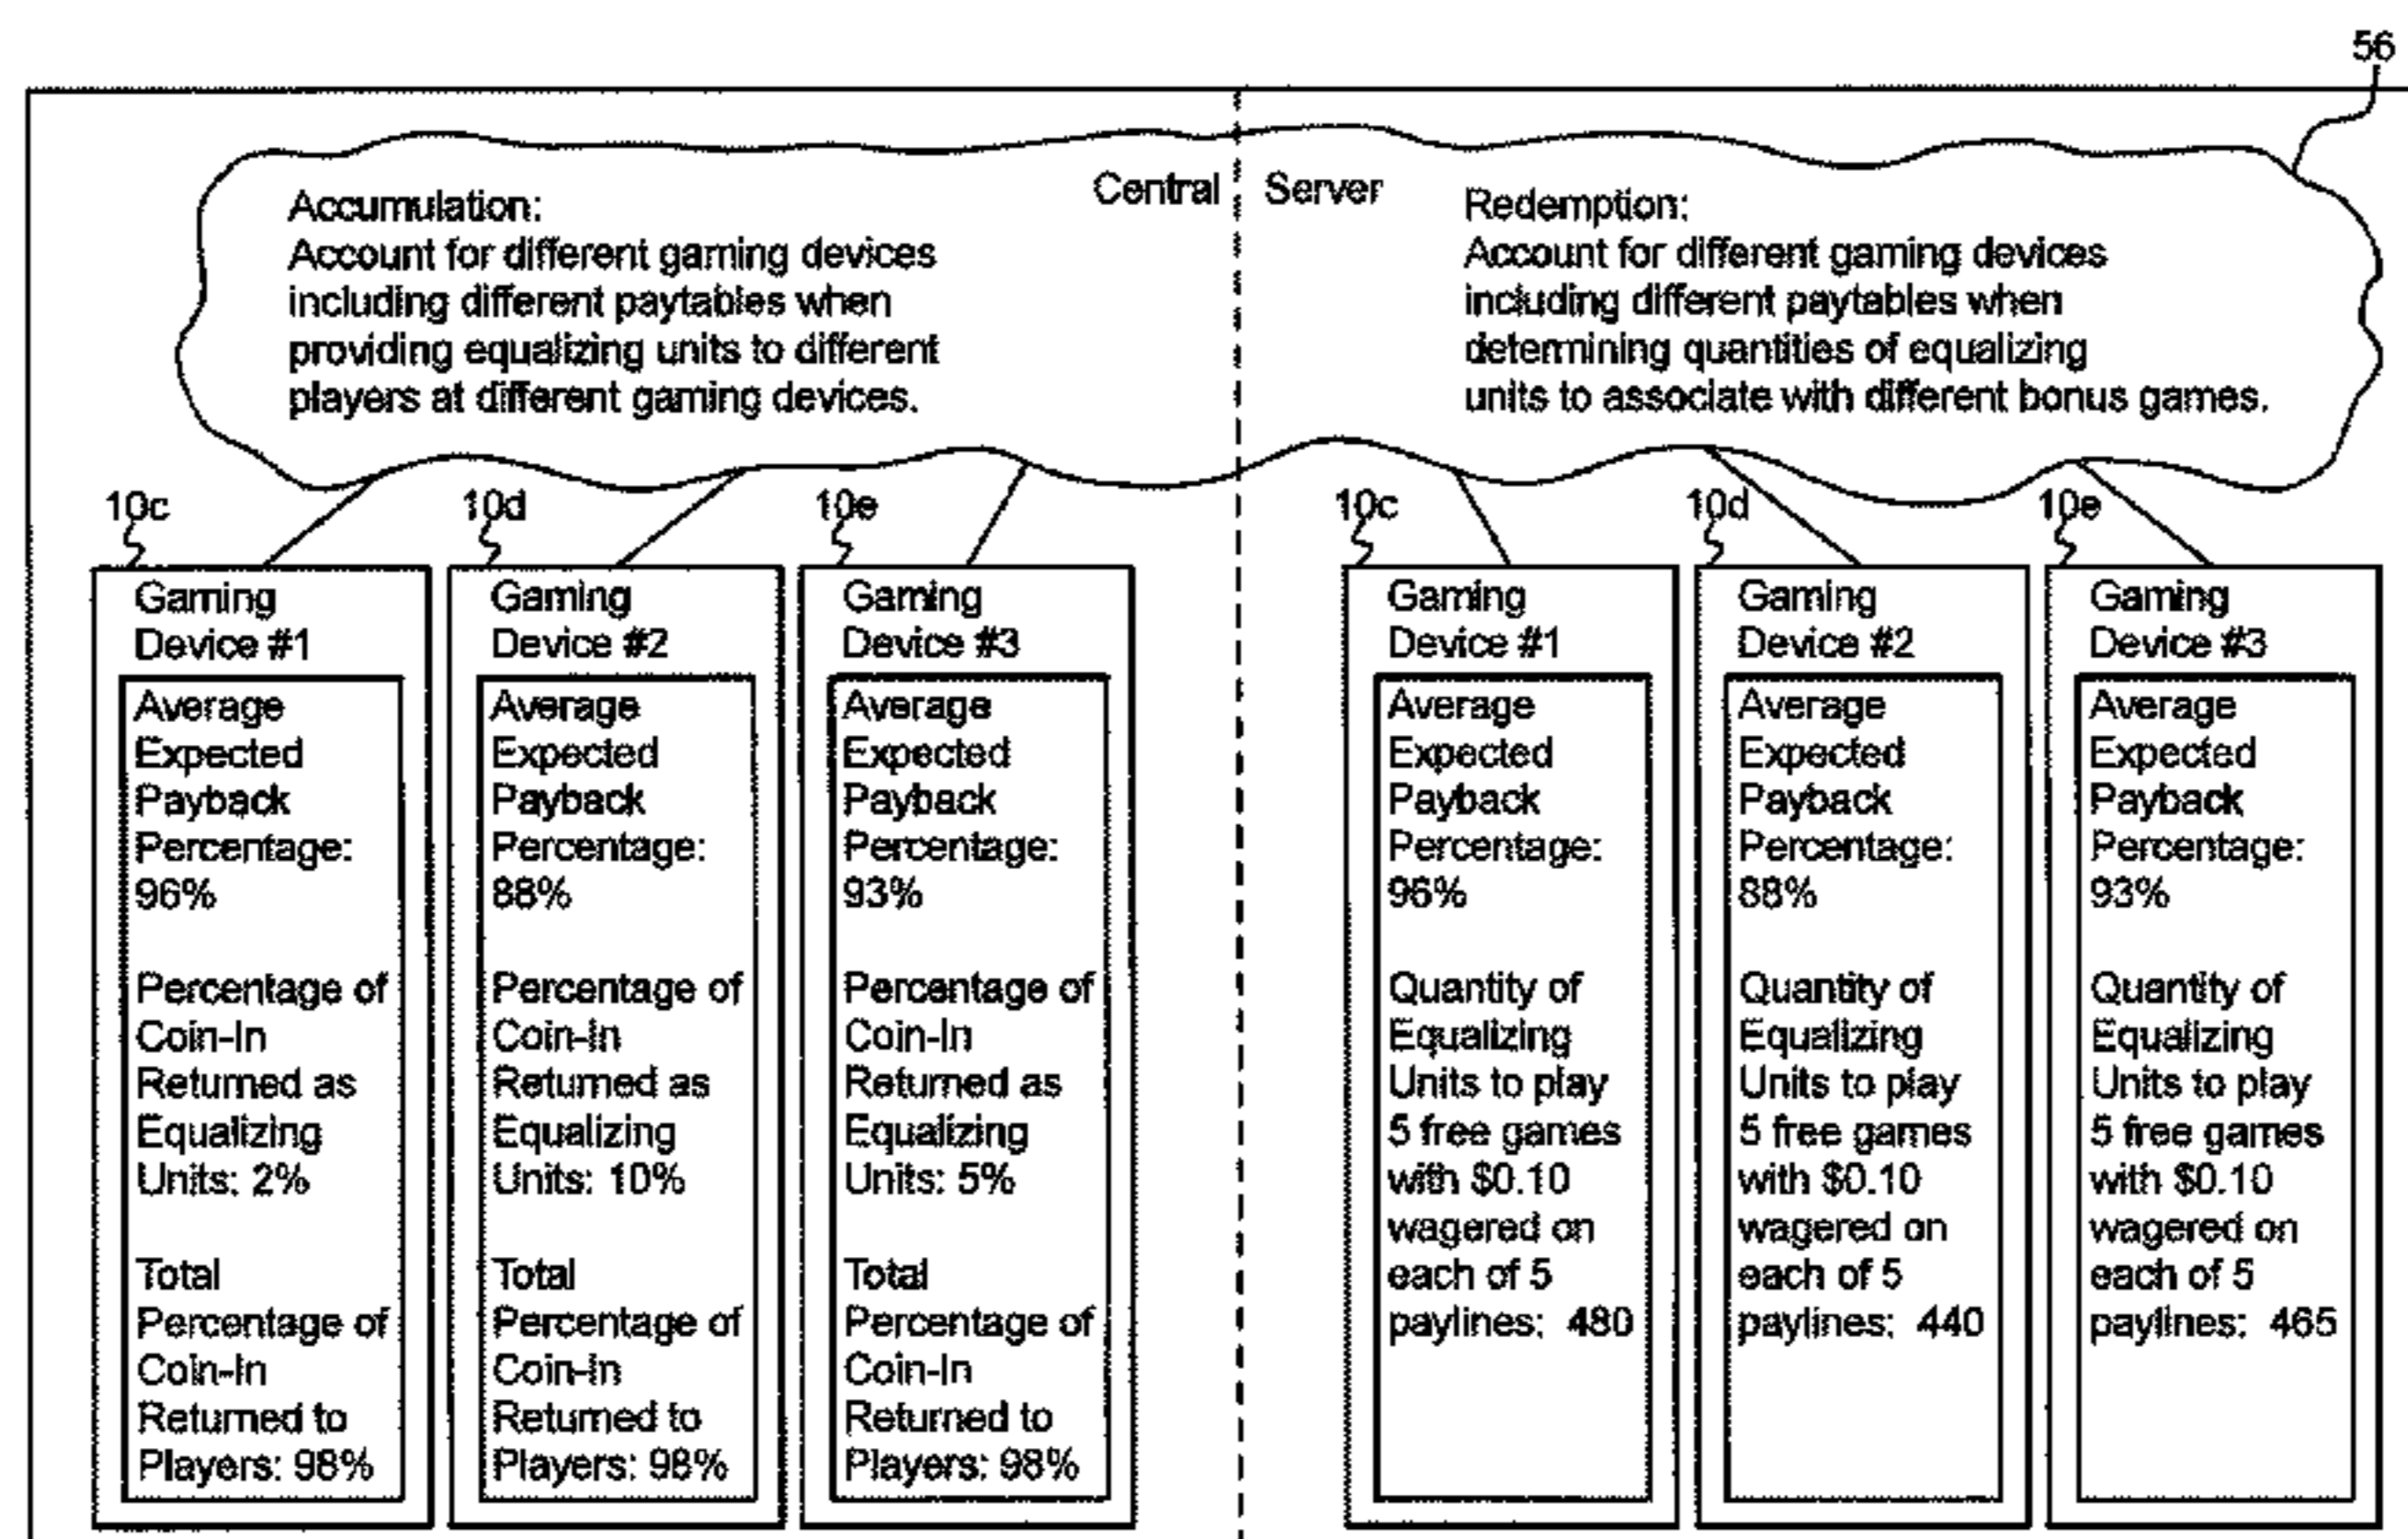 56
Central Server
Accumulation:
Account for different gaming devices
including different paytables when
providing equalizing units to different
players at different gaming devices.
Redemption:
Account for different gaming devices
including different paytables when
determining quantities of equalizing
units to associate with different bonus games.
10c
Gaming
Device #1
Average
Expected
Payback
Percentage:
96%
Percentage of
Coin-In
Returned as
Equalizing
Units: 2%
Total
Percentage of
Coin-In
Returned to
Players: 98%
10d
Gaming
Device #2
Average
Expected
Payback
Percentage:
88%
Percentage of
Coin-In
Returned as
Equalizing
Units: 10%
Total
Percentage of
Coin-In
Returned to
Players: 98%
10e
Gaming
Device #3
Average
Expected
Payback
Percentage:
93%
Percentage of
Coin-In
Returned as
Equalizing
Units: 5%
Total
Percentage of
Coin-In
Returned to
Players: 98%
10c
Gaming
Device #1
Average
Expected
Payback
Percentage:
96%
Quantity of
Equalizing
Units to play
5 free games
with $0.10
wagered on
each of 5
paylines: 480
10d
Gaming
Device #2
Average
Expected
Payback
Percentage:
88%
Quantity of
Equalizing
Units to play
5 free games
with $0.10
wagered on
each of 5
paylines: 440
10e
Gaming
Device #3
Average
Expected
Payback
Percentage:
93%
Quantity of
Equalizing
Units to play
5 free games
with $0.10
wagered on
each of 5
paylines: 465